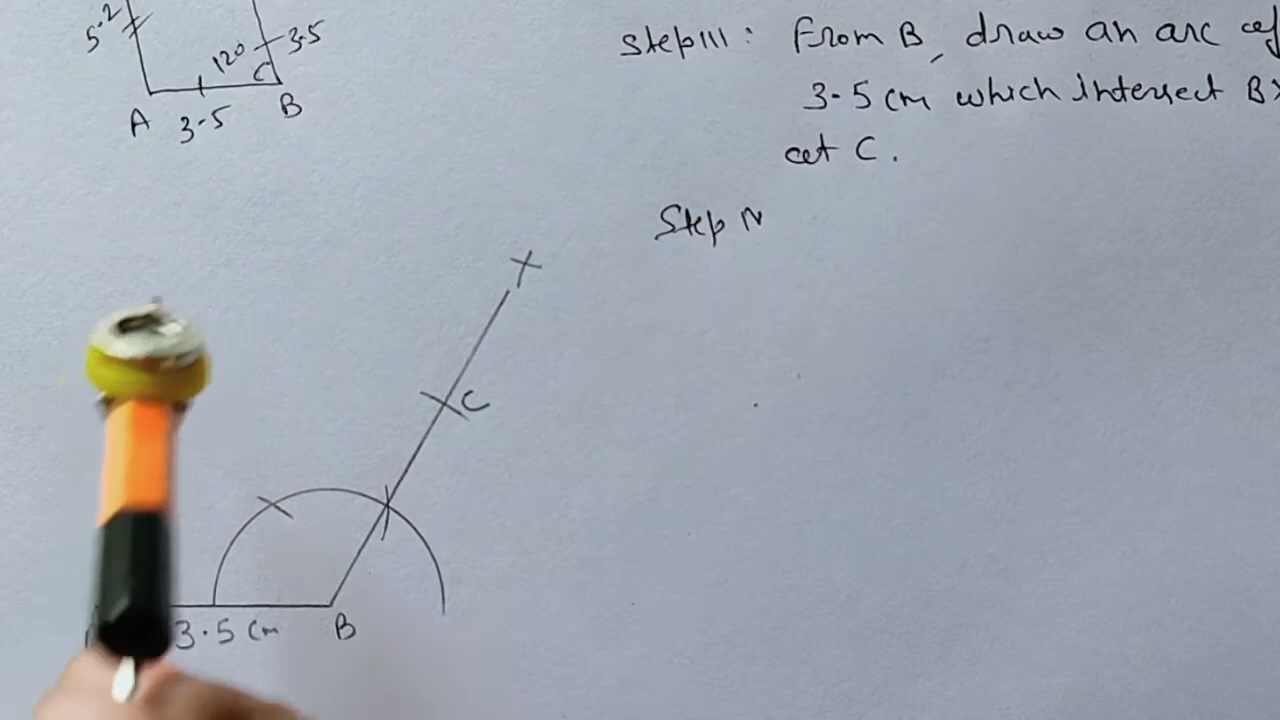 5.2
120
3.5
C
A
3.5
B
Step III : From B, draw an arc of
3.5 cm which intersect BX
at C.
Step IV
X
C
3.5 cm
B